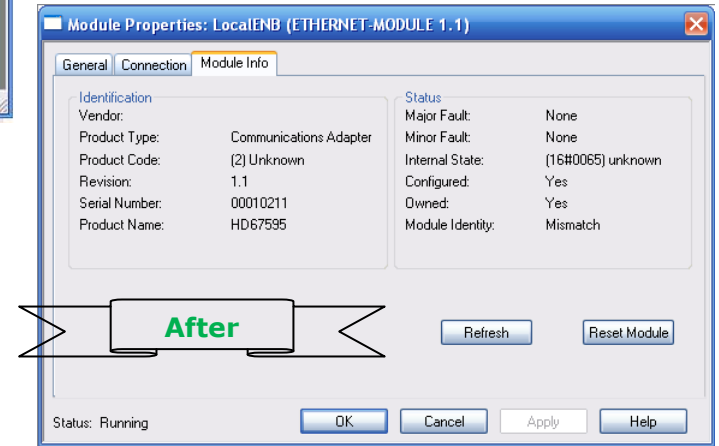 Module Properties: LocalENB (ETHERNET-MODULE 1.1)
General Connection Module Info
Identification
Vendor:
Product Type: Communications Adapter
Product Code: (2) Unknown
Revision: 1.1
Serial Number: 00010211
Product Name: HD67595
Status
Major Fault: None
Minor Fault: None
Internal State: (16#0065) unknown
Configured: Yes
Owned: Yes
Module Identity: Mismatch
After
Refresh Reset Module
Status: Running OK Cancel Apply Help